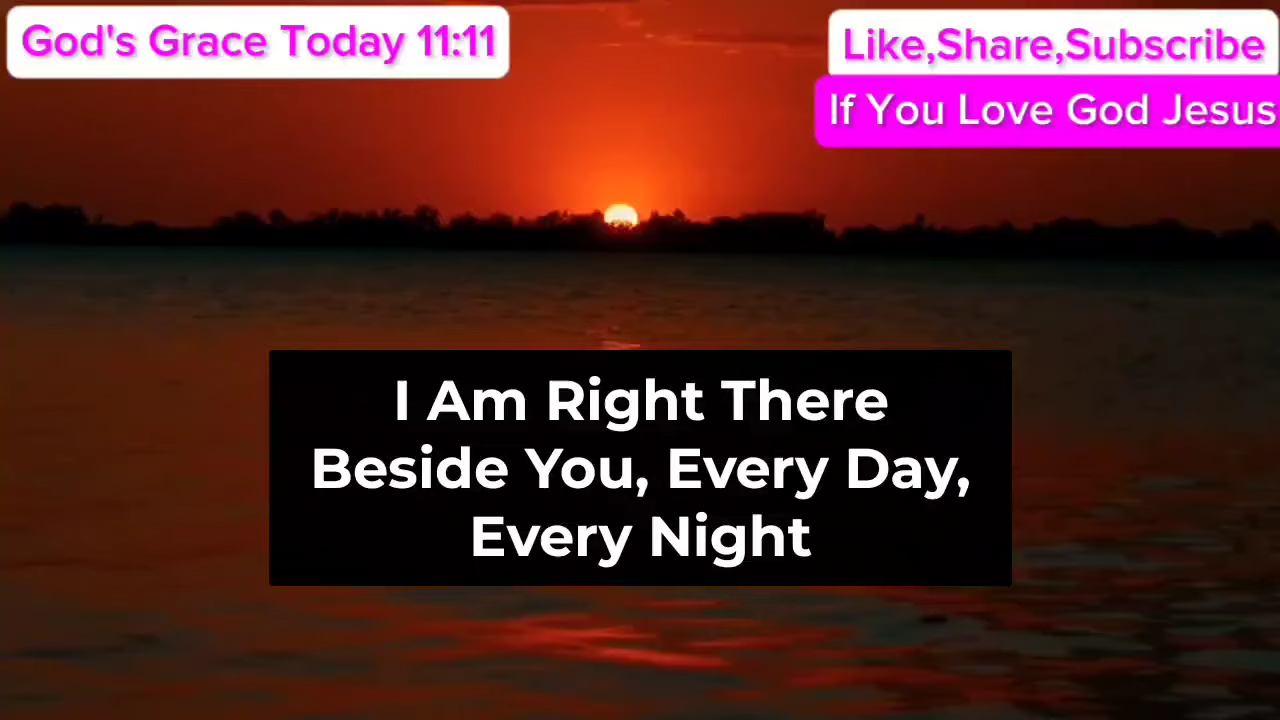 God's Grace Today 11:11
Like,Share,Subscribe
If You Love God Jesus
I Am Right There
Beside You, Every Day,
Every Night